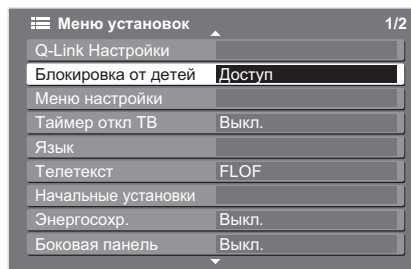 Меню установок 1/2
Q-Link Настройки
Блокировка от детей Доступ
Меню настройки
Таймер откл ТВ Выкл.
Язык
Телетекст FLOF
Начальные установки
Энергосохр. Выкл.
Боковая панель Выкл.